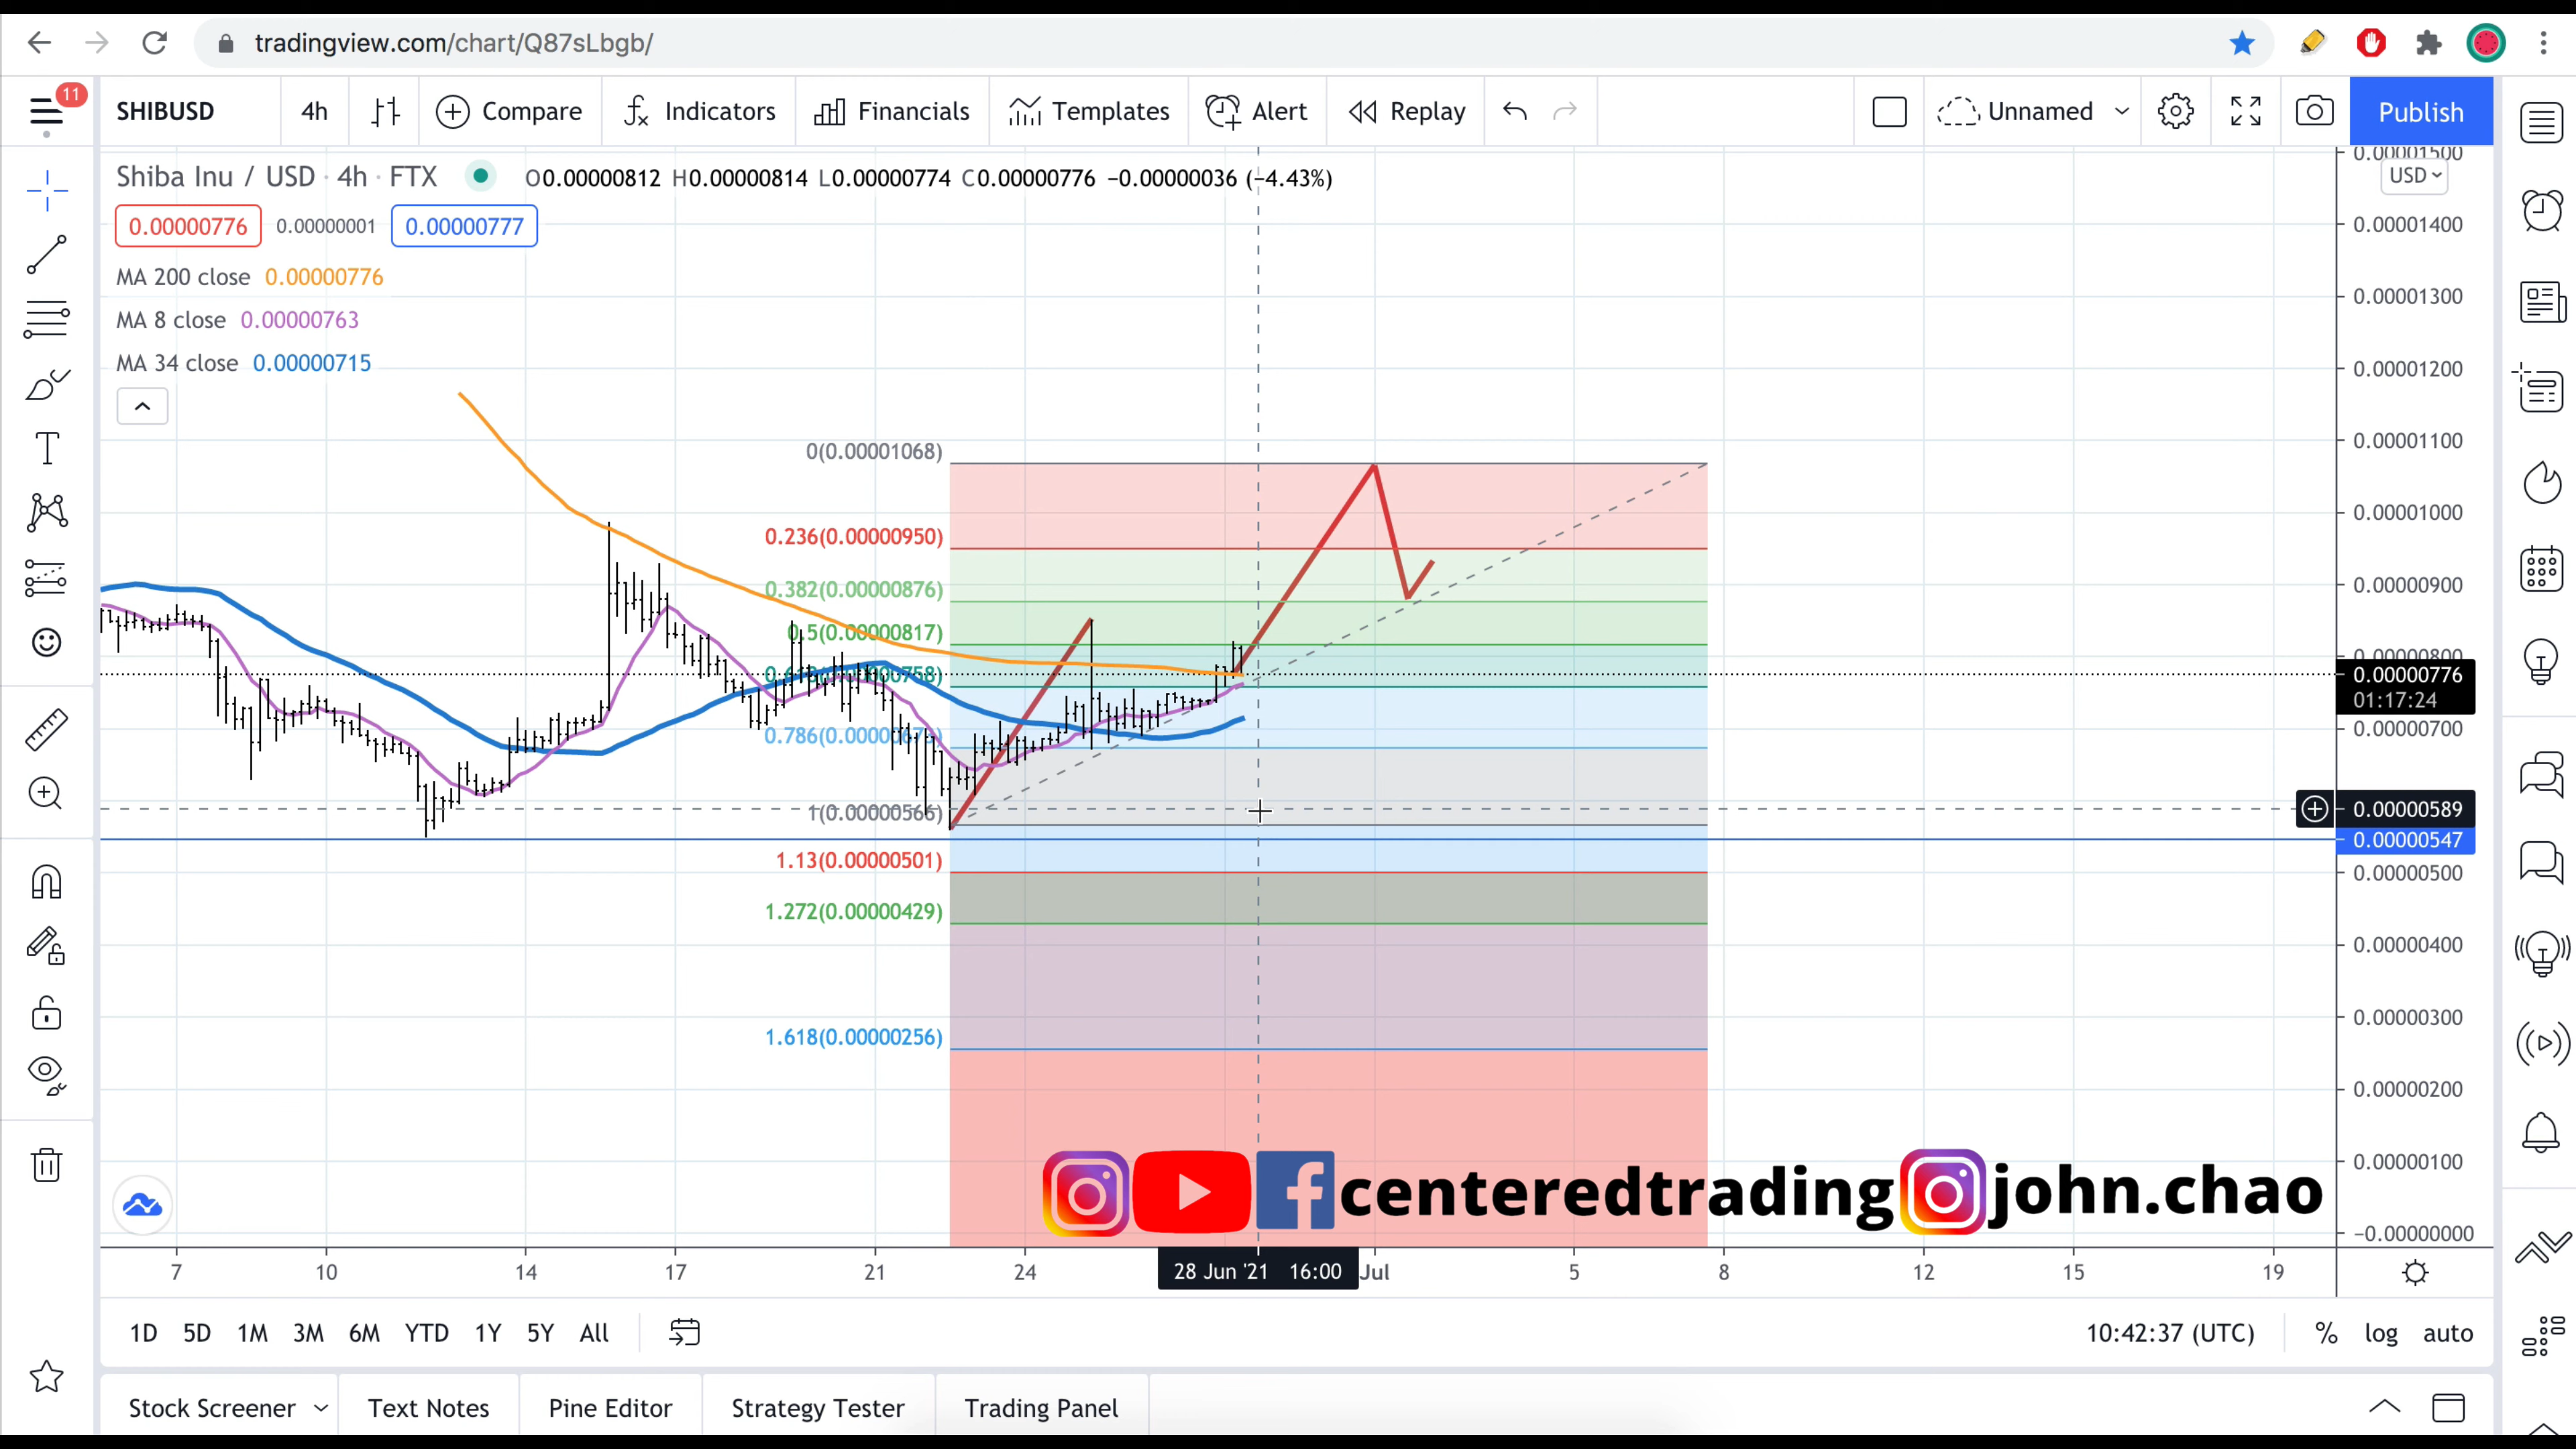 tradingview.com/chart/Q87sLbgb/
11
SHIBUSD 4h Compare Indicators Financials Templates Alert Replay Unnamed Publish
Shiba Inu / USD · 4h · FTX O0.00000812 H0.00000814 L0.00000774 C0.00000776 −0.00000036 (−4.43%)
0.00000776 0.00000001 0.00000777
MA 200 close 0.00000776
MA 8 close 0.00000763
MA 34 close 0.00000715
0.00001500
USD
0.00001400
0.00001300
0.00001200
0.00001100
0.00001000
0.00000900
0.00000800
0.00000776
01:17:24
0.00000700
0.00000589
0.00000547
0.00000500
0.00000400
0.00000300
0.00000200
0.00000100
−0.00000000
0(0.00001068)
0.236(0.00000950)
0.382(0.00000876)
0.5(0.00000817)
0.618(0.00000758)
0.786(0.00000673)
1(0.00000566)
1.13(0.00000501)
1.272(0.00000429)
1.618(0.00000256)
centeredtrading john.chao
7 10 14 17 21 24 28 Jun '21 16:00 Jul 5 8 12 15 19
1D 5D 1M 3M 6M YTD 1Y 5Y All 10:42:37 (UTC) % log auto
Stock Screener Text Notes Pine Editor Strategy Tester Trading Panel